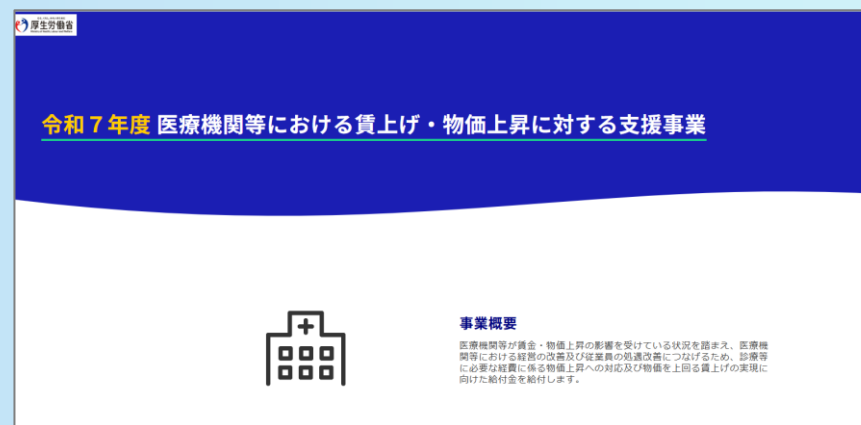 厚生労働省
令和7年度 医療機関等における賃上げ・物価上昇に対する支援事業
事業概要
医療機関等が賃金・物価上昇の影響を受けている状況を踏まえ、医療機
関等における経営の改善及び従業員の処遇改善につなげるため、診療等
に必要な経費に係る物価上昇への対応及び物価を上回る賃上げの実現に
向けた給付金を給付します。